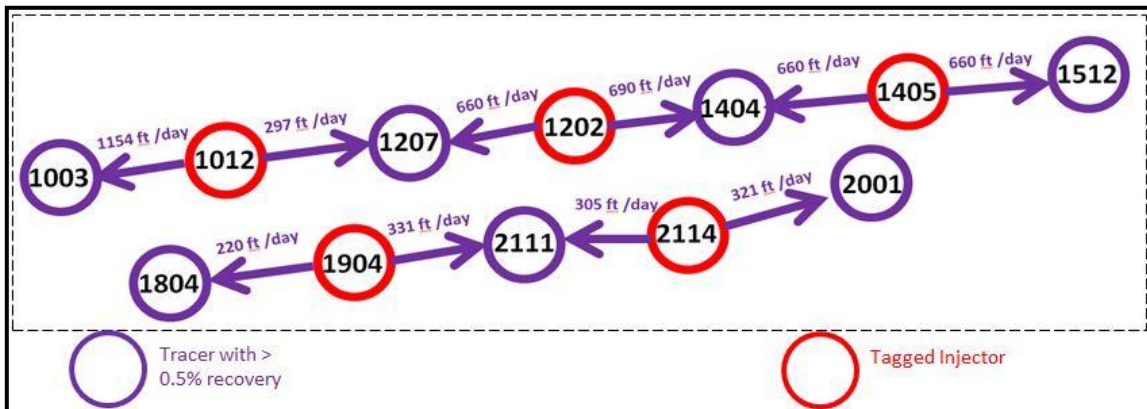 1154 ft /day
297 ft /day
660 ft /day
690 ft /day
660 ft /day
660 ft /day
1003
1012
1207
1202
1404
1405
1512
220 ft /day
331 ft /day
305 ft /day
321 ft /day
1804
1904
2111
2114
2001
Tracer with >
0.5% recovery
Tagged Injector